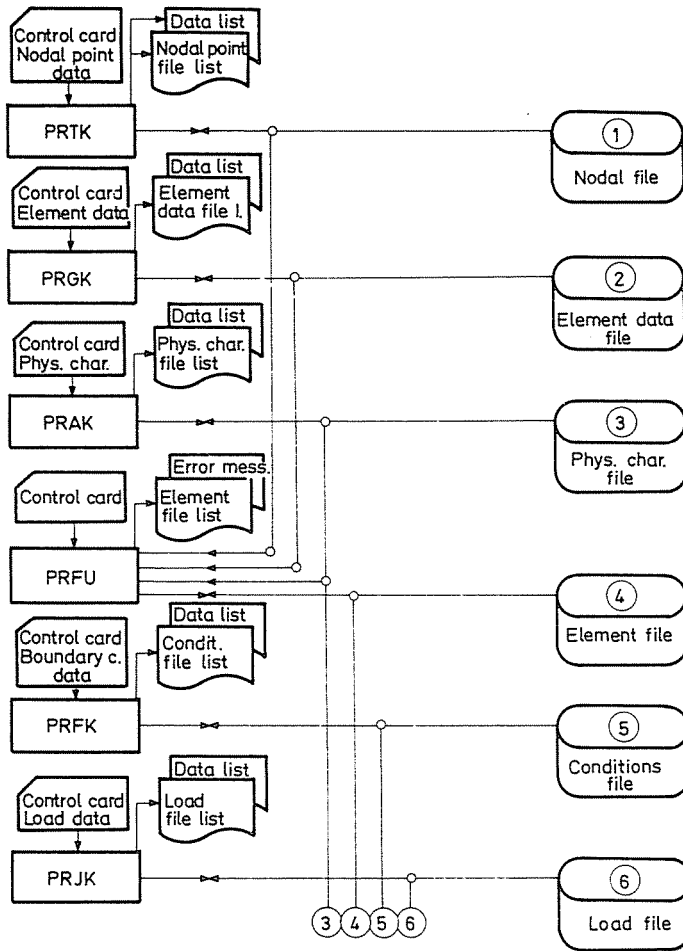 Control card
Nodal point
data
Data list
Nodal point
file list
PRTK
1
Nodal file
Control card
Element data
Data list
Element
data file l.
PRGK
2
Element data
file
Control card
Phys. char.
Data list
Phys. char.
file list
PRAK
3
Phys. char.
file
Control card
Error mess.
Element
file list
PRFU
4
Element file
Control card
Boundary c.
data
Data list
Condit.
file list
PRFK
5
Conditions
file
Control card
Load data
Data list
Load
file list
PRJK
6
Load file
3 4 5 6